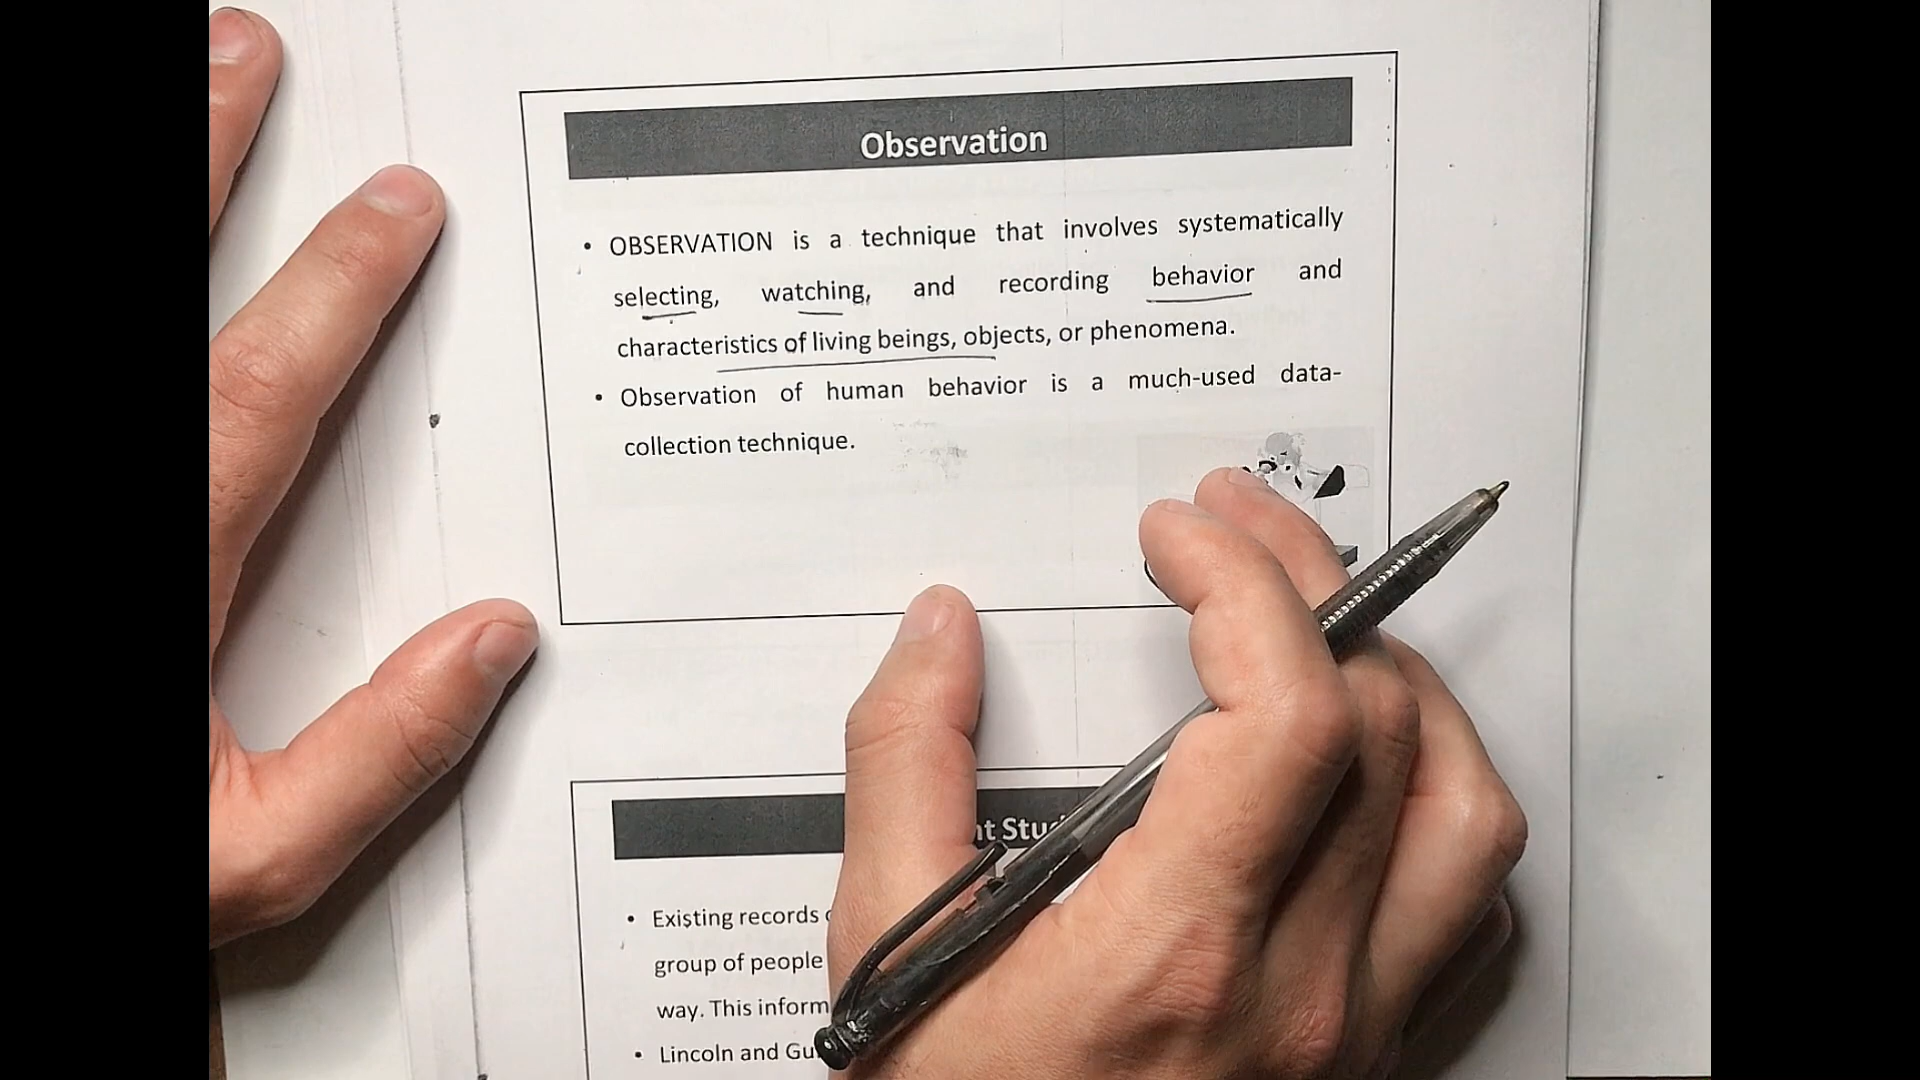 Observation
• OBSERVATION is a technique that involves systematically
selecting, watching, and recording behavior and
characteristics of living beings, objects, or phenomena.
• Observation of human behavior is a much-used data-
collection technique.
• Existing records
group of people
way. This
• Lincoln and